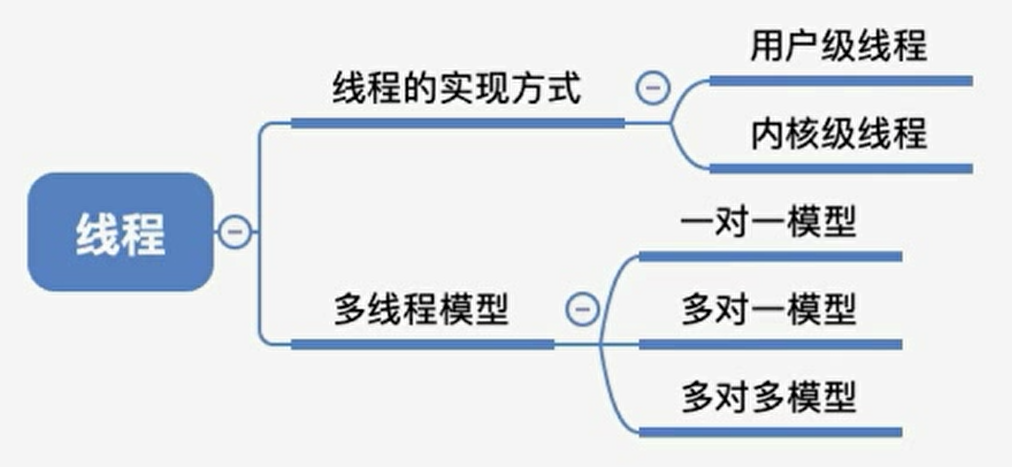 线程
线程的实现方式
用户级线程
内核级线程
多线程模型
一对一模型
多对一模型
多对多模型